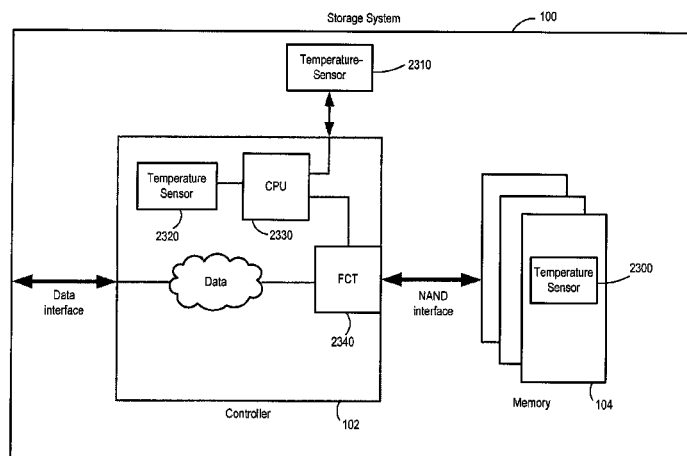 Storage System
100
Temperature-
Sensor
2310
Temperature
Sensor
2320
CPU
2330
Data
interface
Data
FCT
2340
NAND
interface
Temperature
Sensor
2300
Controller
102
Memory
104